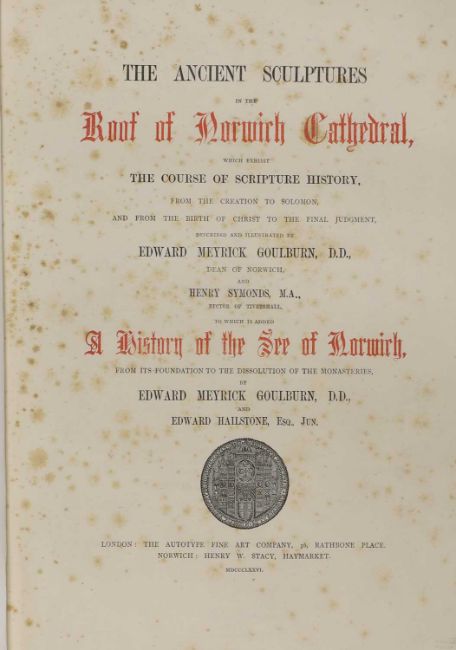 THE ANCIENT SCULPTURES
IN THE
Roof of Norwich Cathedral,
WHICH EXHIBIT
THE COURSE OF SCRIPTURE HISTORY,
FROM THE CREATION TO SOLOMON,
AND FROM THE BIRTH OF CHRIST TO THE FINAL JUDGMENT,
DESCRIBED AND ILLUSTRATED BY
EDWARD MEYRICK GOULBURN, D.D.,
DEAN OF NORWICH,
AND
HENRY SYMONDS, M.A.,
RECTOR OF TIVETSHALL,
TO WHICH IS ADDED
A History of the See of Norwich,
FROM ITS FOUNDATION TO THE DISSOLUTION OF THE MONASTERIES,
BY
EDWARD MEYRICK GOULBURN, D.D.,
AND
EDWARD HAILSTONE, ESQ., JUN.
LONDON: THE AUTOTYPE FINE ART COMPANY, 36, RATHBONE PLACE.
NORWICH: HENRY W. STACY, HAYMARKET.
MDCCCLXXVI.